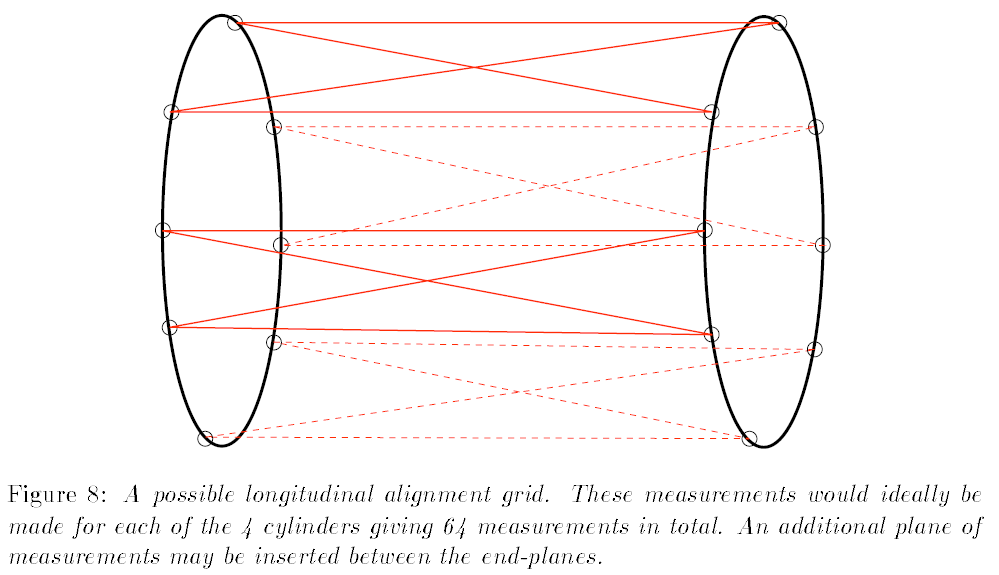 Figure 8: A possible longitudinal alignment grid. These measurements would ideally be
made for each of the 4 cylinders giving 64 measurements in total. An additional plane of
measurements may be inserted between the end-planes.